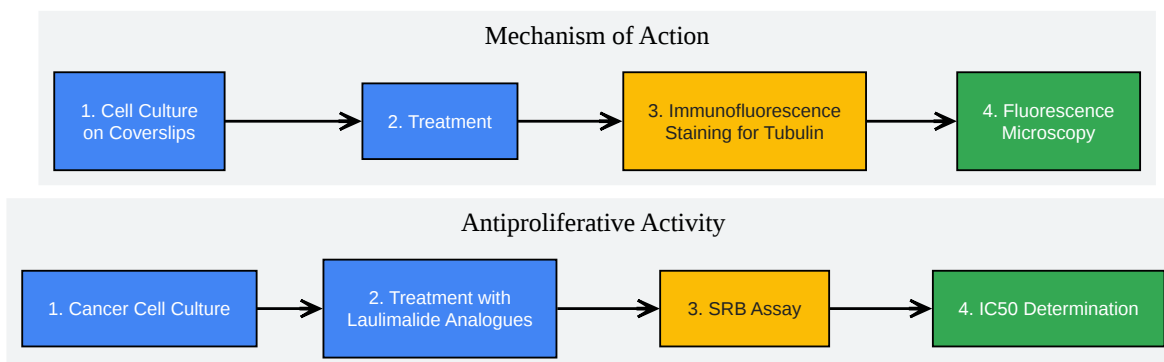 Mechanism of Action
1. Cell Culture
on Coverslips
2. Treatment
3. Immunofluorescence
Staining for Tubulin
4. Fluorescence
Microscopy
Antiproliferative Activity
1. Cancer Cell Culture
2. Treatment with
Laulimalide Analogues
3. SRB Assay
4. IC50 Determination